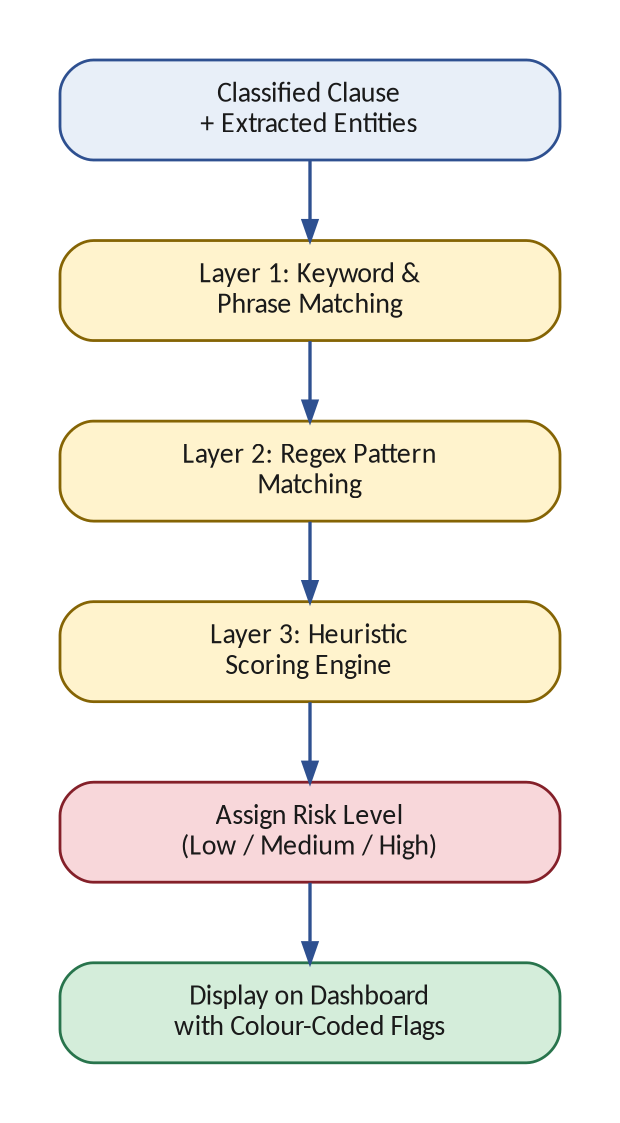 Classified Clause
+ Extracted Entities
Layer 1: Keyword &
Phrase Matching
Layer 2: Regex Pattern
Matching
Layer 3: Heuristic
Scoring Engine
Assign Risk Level
(Low / Medium / High)
Display on Dashboard
with Colour-Coded Flags